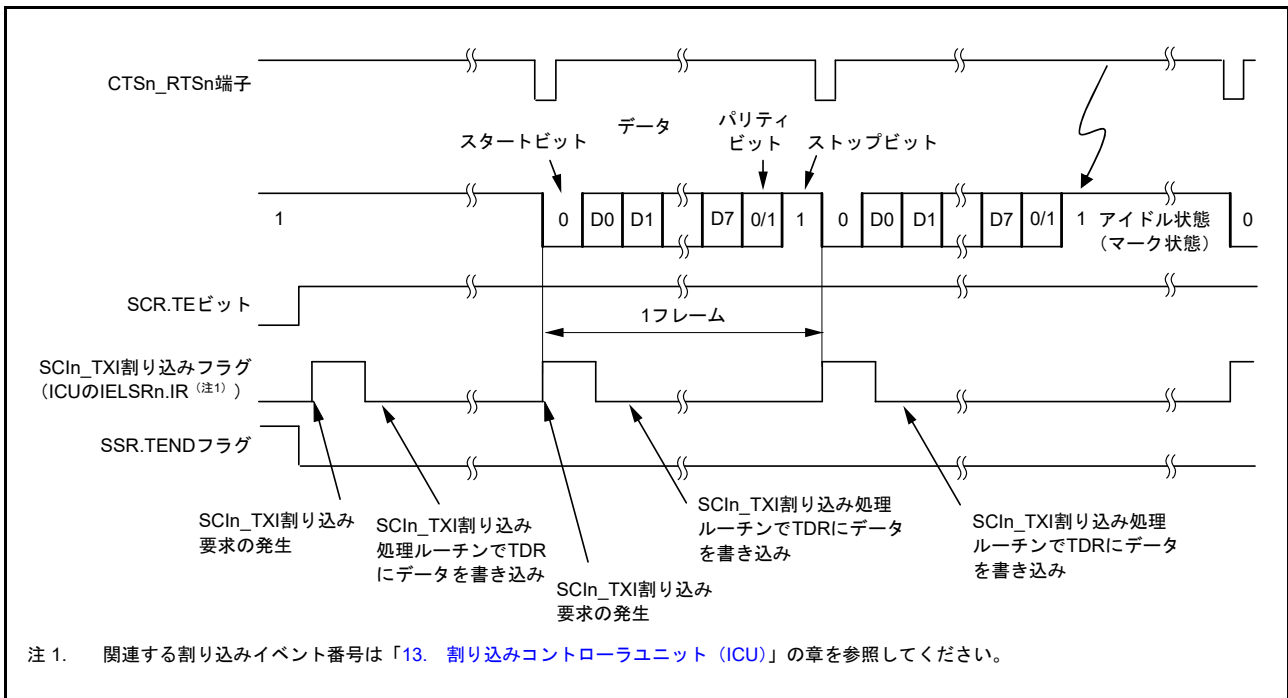 CTSn_RTSn端子
スタートビット
データ
パリティ
ビット
ストップビット
1
0
D0
D1
D7
0/1
1
0
D0
D1
D7
0/1
1
アイドル状態
(マーク状態)
0
SCR.TEビット
1フレーム
SCIn_TXI割り込みフラグ
(ICUのIELSRn.IR(注1))
SSR.TENDフラグ
SCIn_TXI割り込み
要求の発生
SCIn_TXI割り込み
処理ルーチンでTDR
にデータを書き込み
SCIn_TXI割り込み
要求の発生
SCIn_TXI割り込み処理
ルーチンでTDRにデータ
を書き込み
SCIn_TXI割り込み処理
ルーチンでTDRにデータ
を書き込み
注 1. 関連する割り込みイベント番号は「13. 割り込みコントローラユニット(ICU)」の章を参照してください。